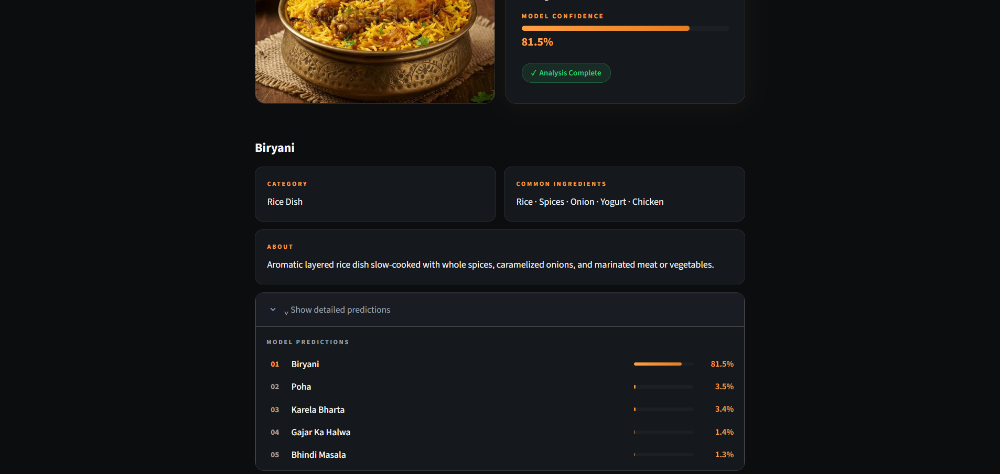 shutterstock
MODEL CONFIDENCE
81.5%
✓ Analysis Complete
Biryani
CATEGORY
Rice Dish
COMMON INGREDIENTS
Rice · Spices · Onion · Yogurt · Chicken
ABOUT
Aromatic layered rice dish slow-cooked with whole spices, caramelized onions, and marinated meat or vegetables.
v Show detailed predictions
MODEL PREDICTIONS
01 Biryani 81.5%
02 Poha 3.5%
03 Karela Bharta 3.4%
04 Gajar Ka Halwa 1.4%
05 Bhindi Masala 1.3%